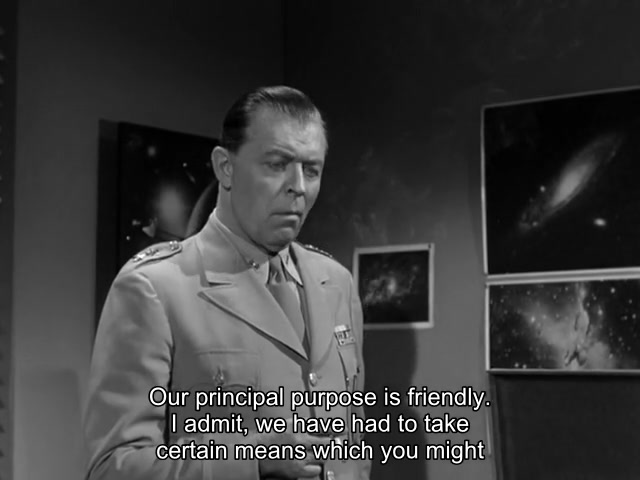 Our principal purpose is friendly.
I admit, we have had to take
certain means which you might